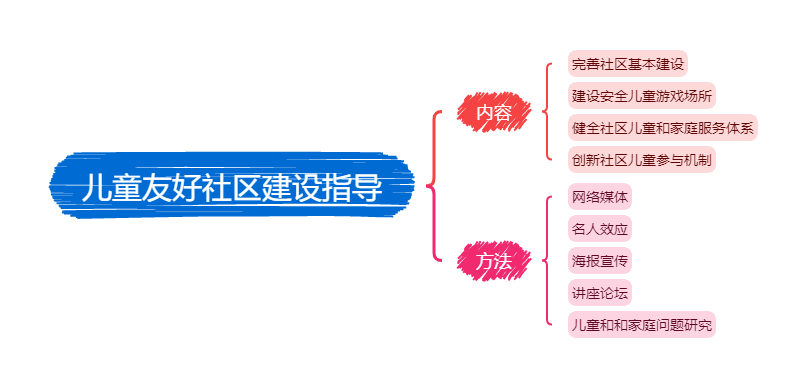 儿童友好社区建设指导
内容
完善社区基本建设
建设安全儿童游戏场所
健全社区儿童和家庭服务体系
创新社区儿童参与机制
方法
网络媒体
名人效应
海报宣传
讲座论坛
儿童和和家庭问题研究